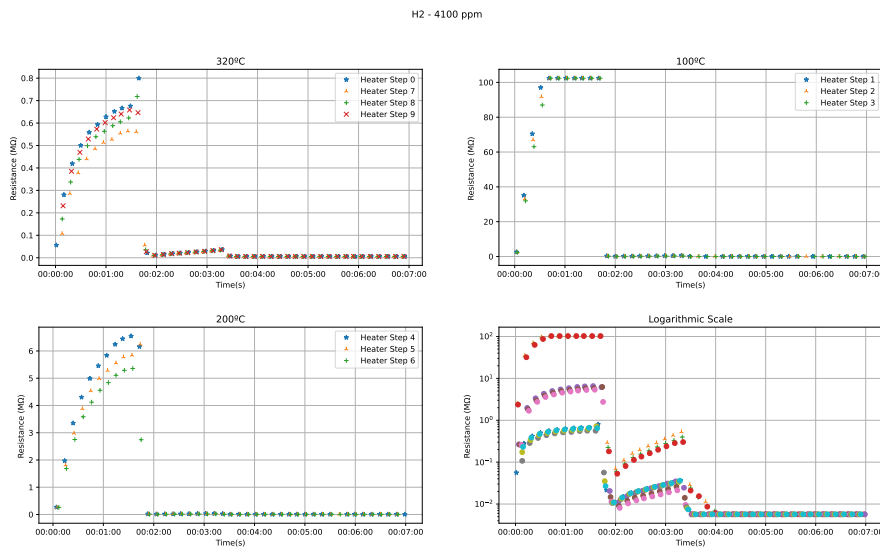 H2 - 4100 ppm
320ºC
Resistance (MΩ)
0.8
0.7
0.6
0.5
0.4
0.3
0.2
0.1
0.0
Heater Step 0
Heater Step 7
Heater Step 8
Heater Step 9
00:00:00 00:01:00 00:02:00 00:03:00 00:04:00 00:05:00 00:06:00 00:07:00
Time(s)
100ºC
Resistance (MΩ)
100
80
60
40
20
0
Heater Step 1
Heater Step 2
Heater Step 3
00:00:00 00:01:00 00:02:00 00:03:00 00:04:00 00:05:00 00:06:00 00:07:00
Time(s)
200ºC
Resistance (MΩ)
6
5
4
3
2
1
0
Heater Step 4
Heater Step 5
Heater Step 6
00:00:00 00:01:00 00:02:00 00:03:00 00:04:00 00:05:00 00:06:00 00:07:00
Time(s)
Logarithmic Scale
Resistance (MΩ)
10²
10¹
10⁰
10⁻¹
10⁻²
00:00:00 00:01:00 00:02:00 00:03:00 00:04:00 00:05:00 00:06:00 00:07:00
Time(s)